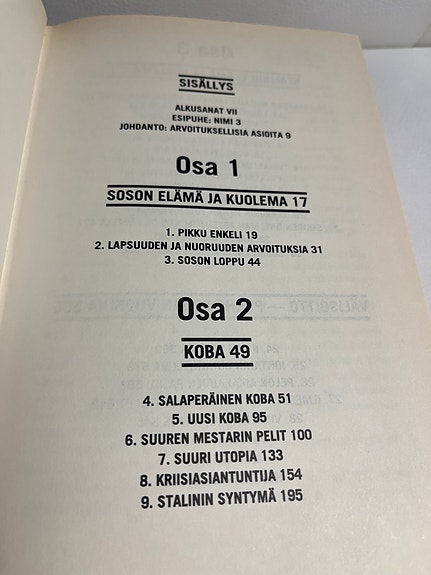 SISÄLLYS
ALKUSANAT VII
ESIPUHE: NIMI 3
JOHDANTO: ARVOITUKSELLISIA ASIOITA 9
Osa 1
SOSON ELÄMÄ JA KUOLEMA 17
1. PIKKU ENKELI 19
2. LAPSUUDEN JA NUORUUDEN ARVOITUKSIA 31
3. SOSON LOPPU 44
Osa 2
KOBA 49
4. SALAPERÄINEN KOBA 51
5. UUSI KOBA 95
6. SUUREN MESTARIN PELIT 100
7. SUURI UTOPIA 133
8. KRIISIASIANTUNTIJA 154
9. STALININ SYNTYMÄ 195